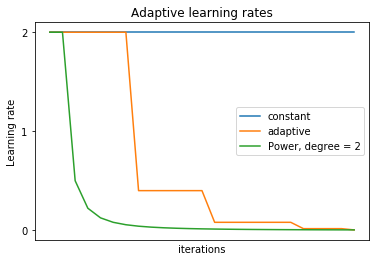 Adaptive learning rates
2
1
0
Learning rate
constant
adaptive
Power, degree = 2
iterations